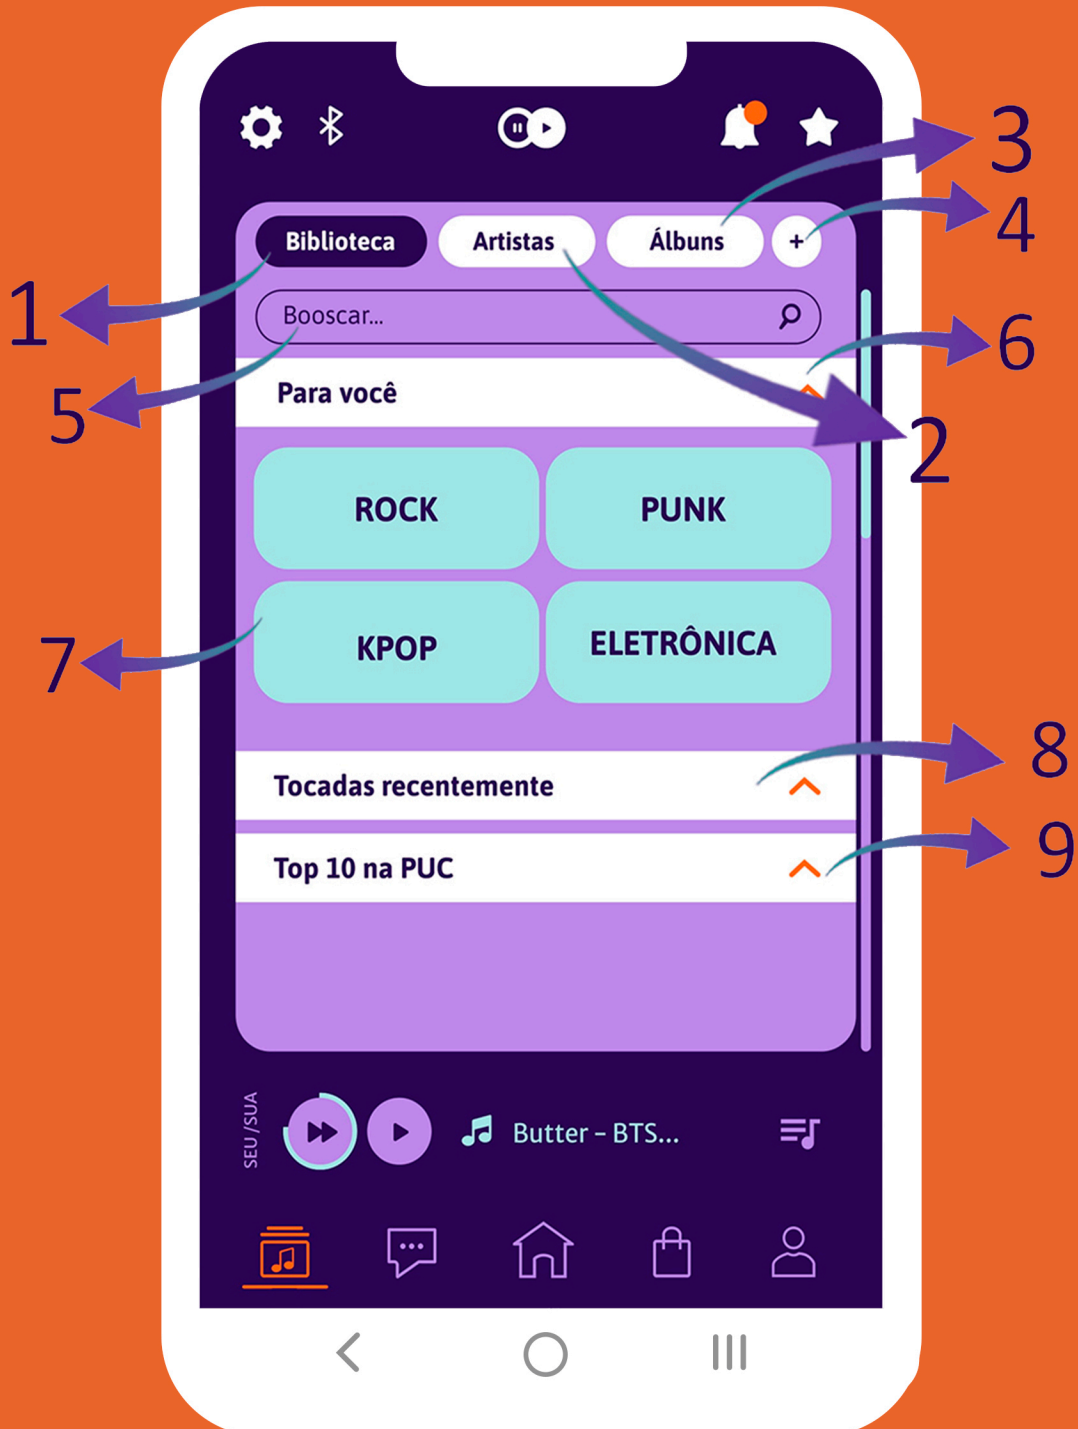 3
Biblioteca Artistas Álbuns +
4
1
Booscar...
6
5
Para você
2
ROCK PUNK
7
KPOP ELETRÔNICA
8
Tocadas recentemente
9
Top 10 na PUC
SEU/SUA
Butter – BTS...